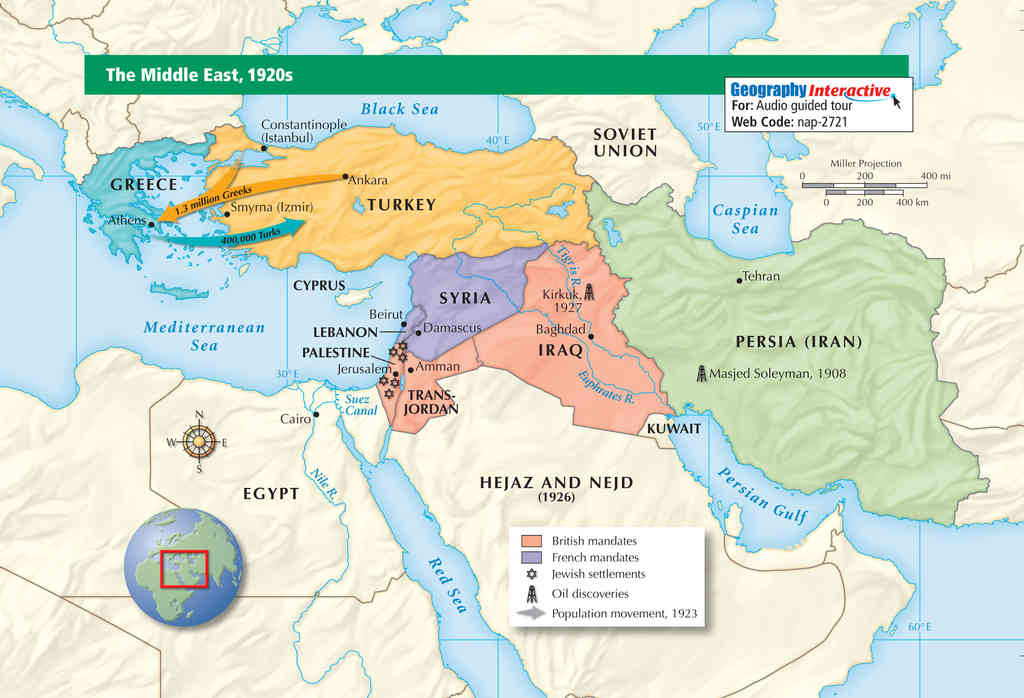 The Middle East, 1920s
Geography Interactive
For: Audio guided tour
Web Code: nap-2721
Black Sea
40°E
SOVIET
UNION
50°E
Miller Projection
0 200 400 mi
0 200 400 km
Constantinople
(Istanbul)
GREECE
Ankara
1.3 million Greeks
Smyrna (Izmir)
TURKEY
Athens
400,000 Turks
Caspian
Sea
Tigris R.
Tehran
CYPRUS
SYRIA
Kirkuk,
1927
Beirut
Mediterranean
Sea
LEBANON
Damascus
Baghdad
IRAQ
PERSIA (IRAN)
PALESTINE
Jerusalem
Amman
30°E
Masjed Soleyman, 1908
Euphrates R.
Suez
Canal
TRANS-
JORDAN
Cairo
KUWAIT
N
W E
S
Nile R.
EGYPT
HEJAZ AND NEJD
(1926)
Persian Gulf
Red Sea
British mandates
French mandates
Jewish settlements
Oil discoveries
Population movement, 1923
60°E